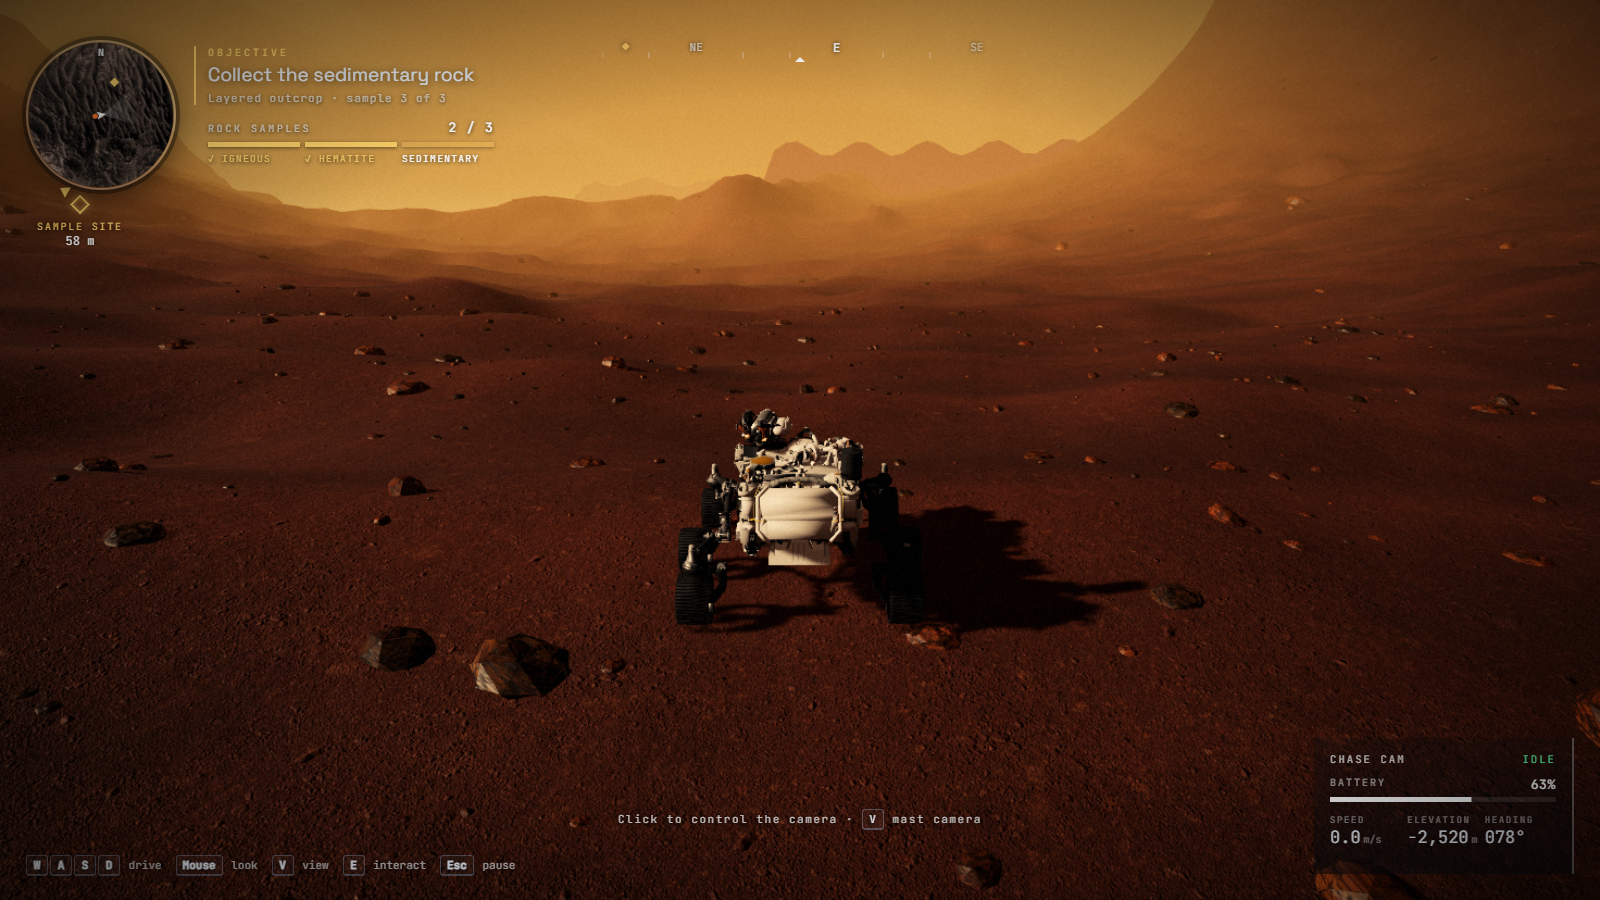 N
OBJECTIVE
Collect the sedimentary rock
Layered outcrop · sample 3 of 3
ROCK SAMPLES 2 / 3
✓ IGNEOUS ✓ HEMATITE SEDIMENTARY
NE E SE
SAMPLE SITE
58 m
CHASE CAM IDLE
BATTERY 63%
SPEED ELEVATION HEADING
0.0 m/s -2,520 m 078°
Click to control the camera · V mast camera
W A S D drive Mouse look V view E interact Esc pause